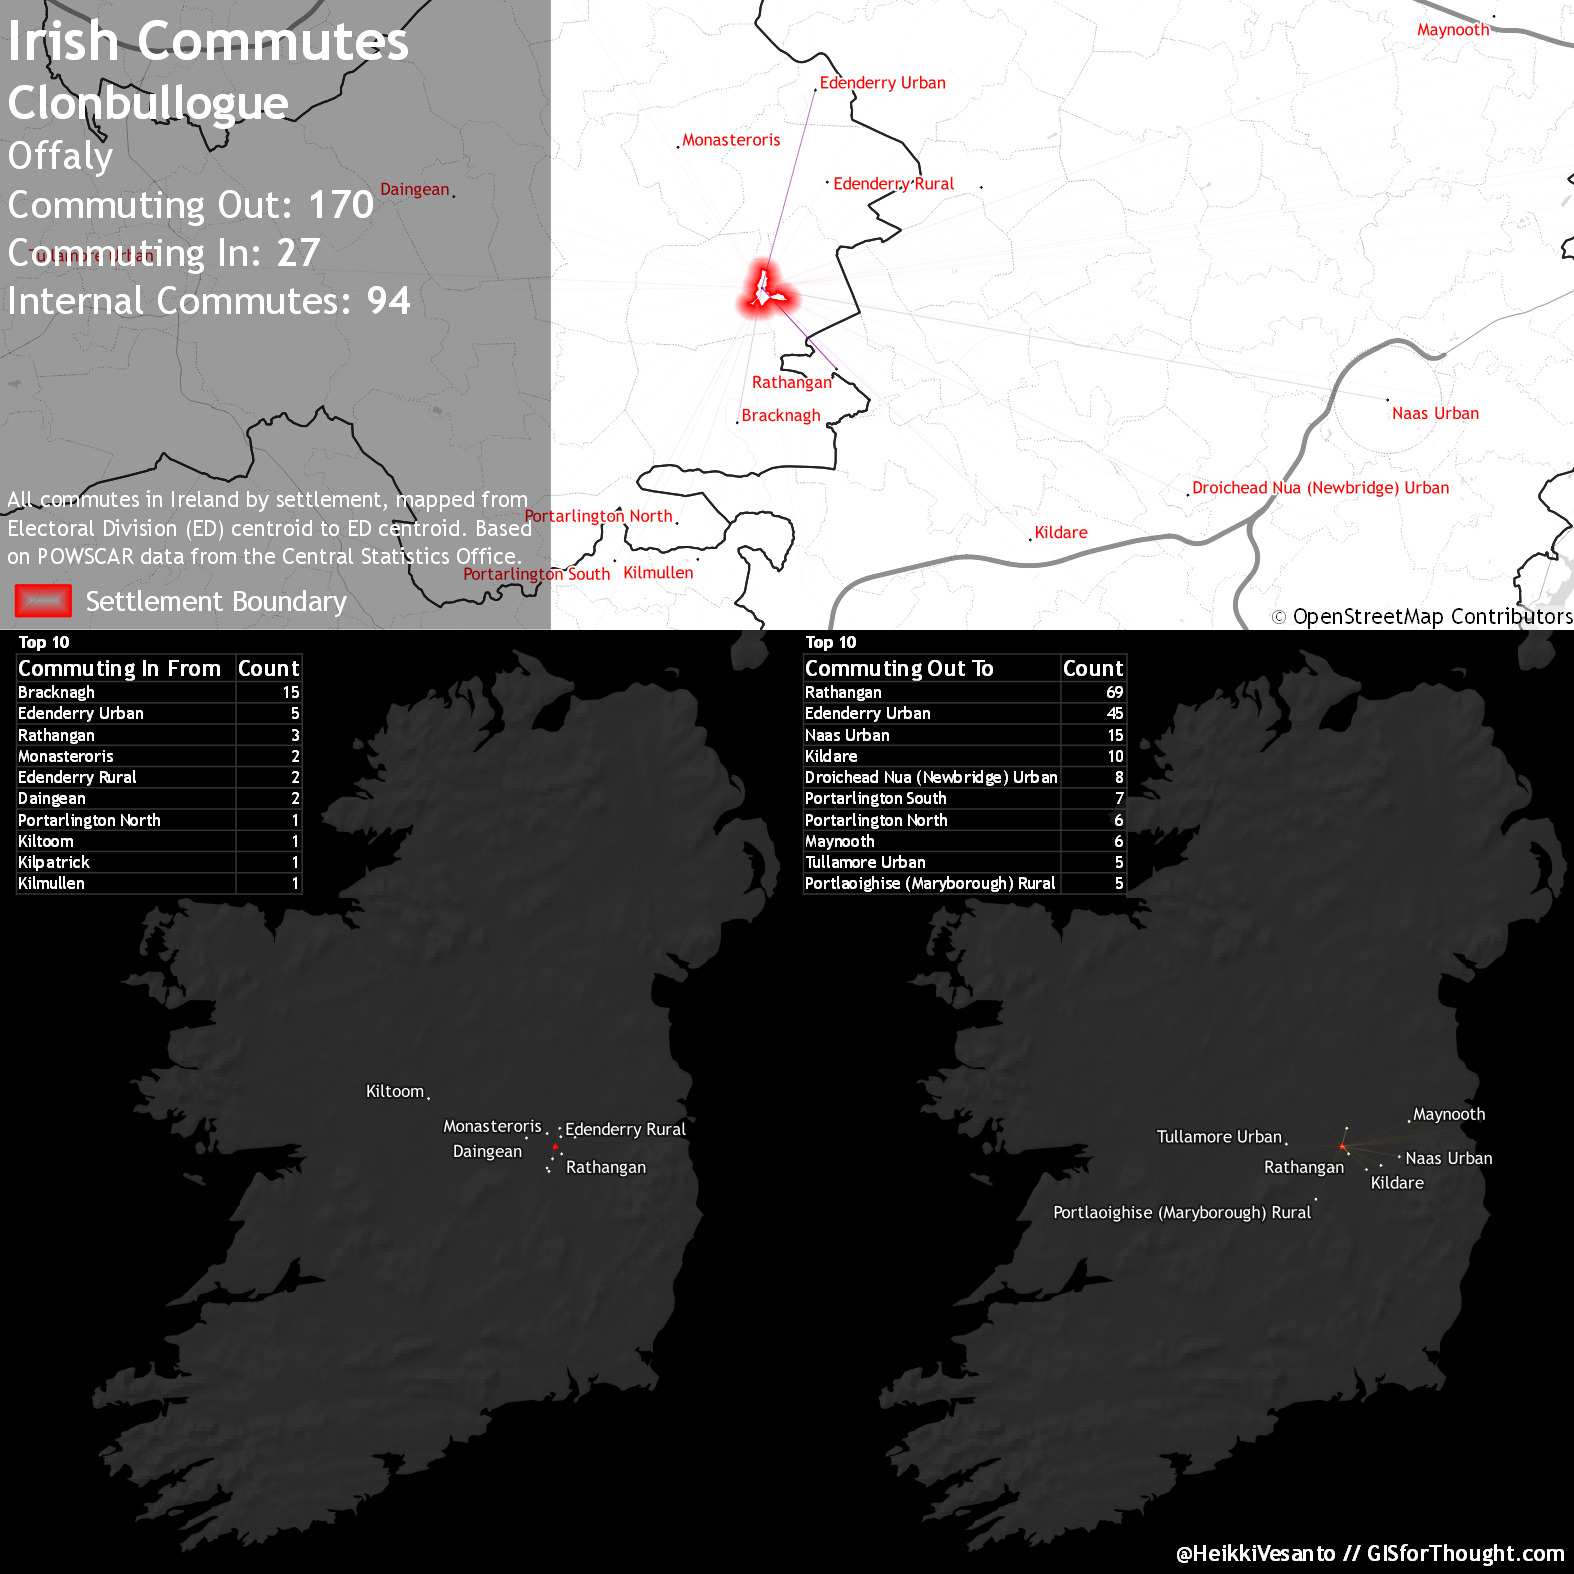 Irish Commutes
Clonbullogue
Offaly
Commuting Out: 170
Commuting In: 27
Internal Commutes: 94
Daingean
Tullamore Urban
All commutes in Ireland by settlement, mapped from
Electoral Division (ED) centroid to ED centroid. Based
on POWSCAR data from the Central Statistics Office.
Settlement Boundary
Maynooth
Edenderry Urban
Monasteroris
Edenderry Rural
Rathangan
Bracknagh
Naas Urban
Droichead Nua (Newbridge) Urban
Portarlington North
Kildare
Portarlington South
Kilmullen
© OpenStreetMap Contributors
Top 10
Commuting In From Count
Bracknagh 15
Edenderry Urban 5
Rathangan 3
Monasteroris 2
Edenderry Rural 2
Daingean 2
Portarlington North 1
Kiltoom 1
Kilpatrick 1
Kilmullen 1
Kiltoom
Monasteroris
Edenderry Rural
Daingean
Rathangan
Top 10
Commuting Out To Count
Rathangan 69
Edenderry Urban 45
Naas Urban 15
Kildare 10
Droichead Nua (Newbridge) Urban 8
Portarlington South 7
Portarlington North 6
Maynooth 6
Tullamore Urban 5
Portlaoighise (Maryborough) Rural 5
Maynooth
Tullamore Urban
Naas Urban
Rathangan
Kildare
Portlaoighise (Maryborough) Rural
@HeikkiVesanto // GISforThought.com